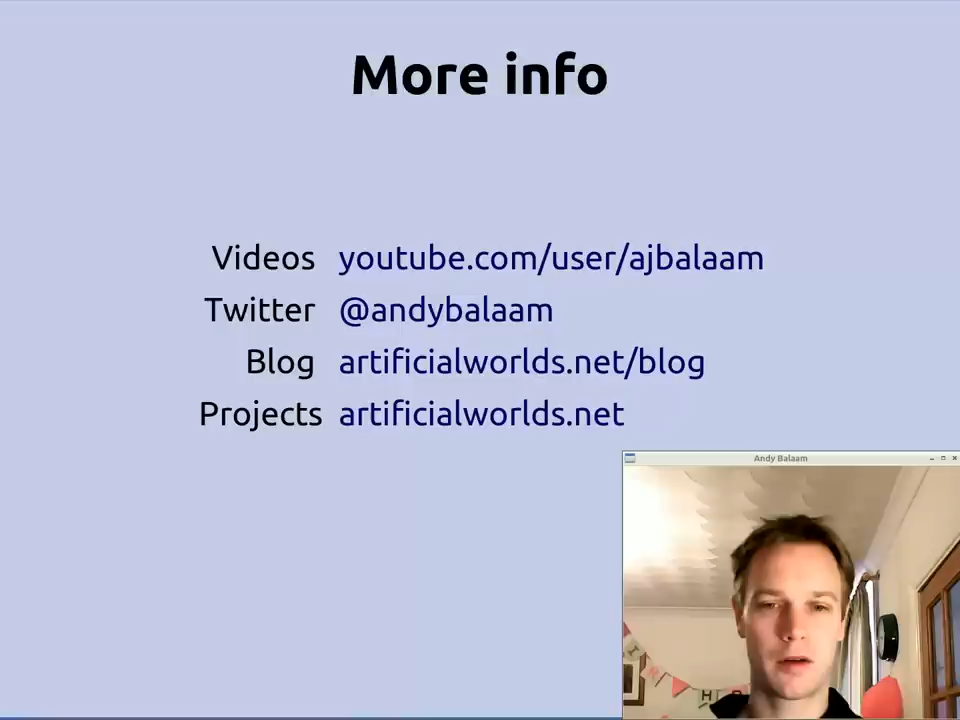 More info
Videos youtube.com/user/ajbalaam
Twitter @andybalaam
Blog artificialworlds.net/blog
Projects artificialworlds.net
Andy Balaam